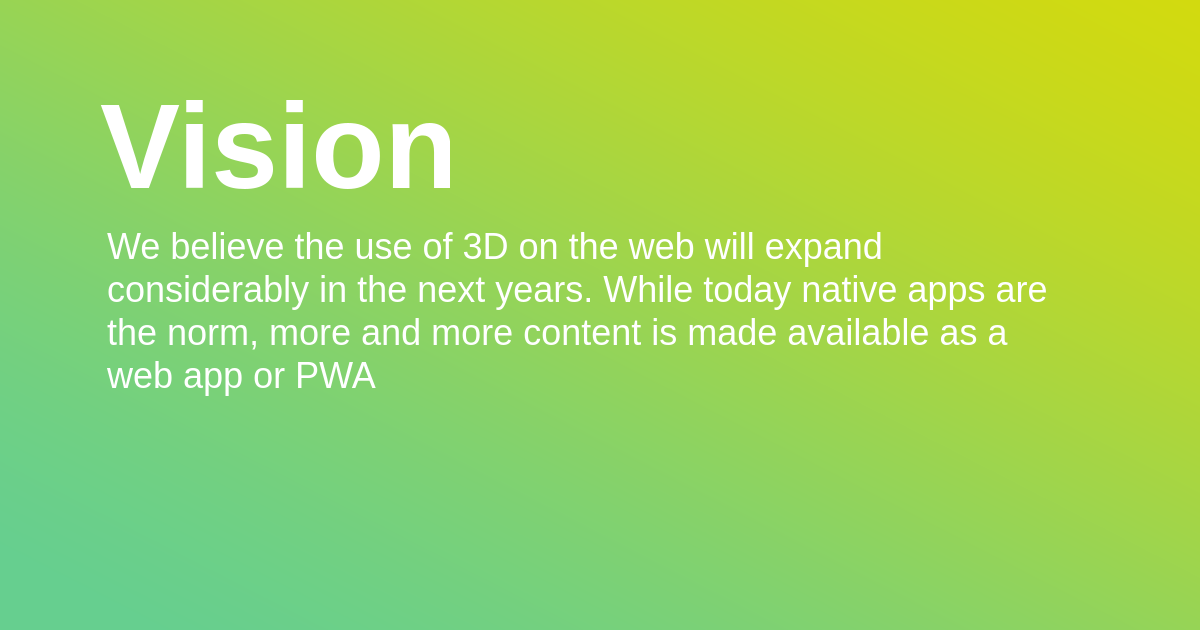 Vision
We believe the use of 3D on the web will expand
considerably in the next years. While today native apps are
the norm, more and more content is made available as a
web app or PWA